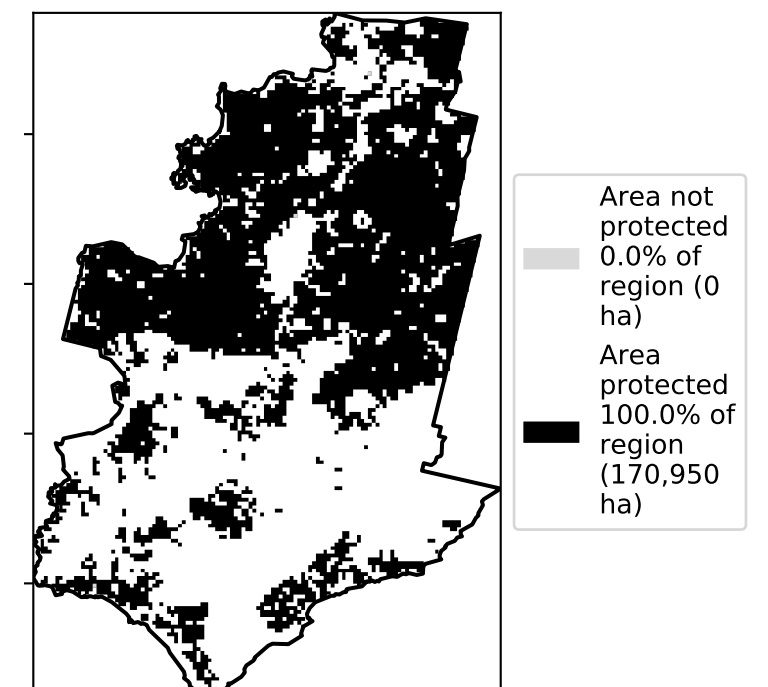 Area not
protected
0.0% of
region (0
ha)
Area
protected
100.0% of
region
(170,950
ha)